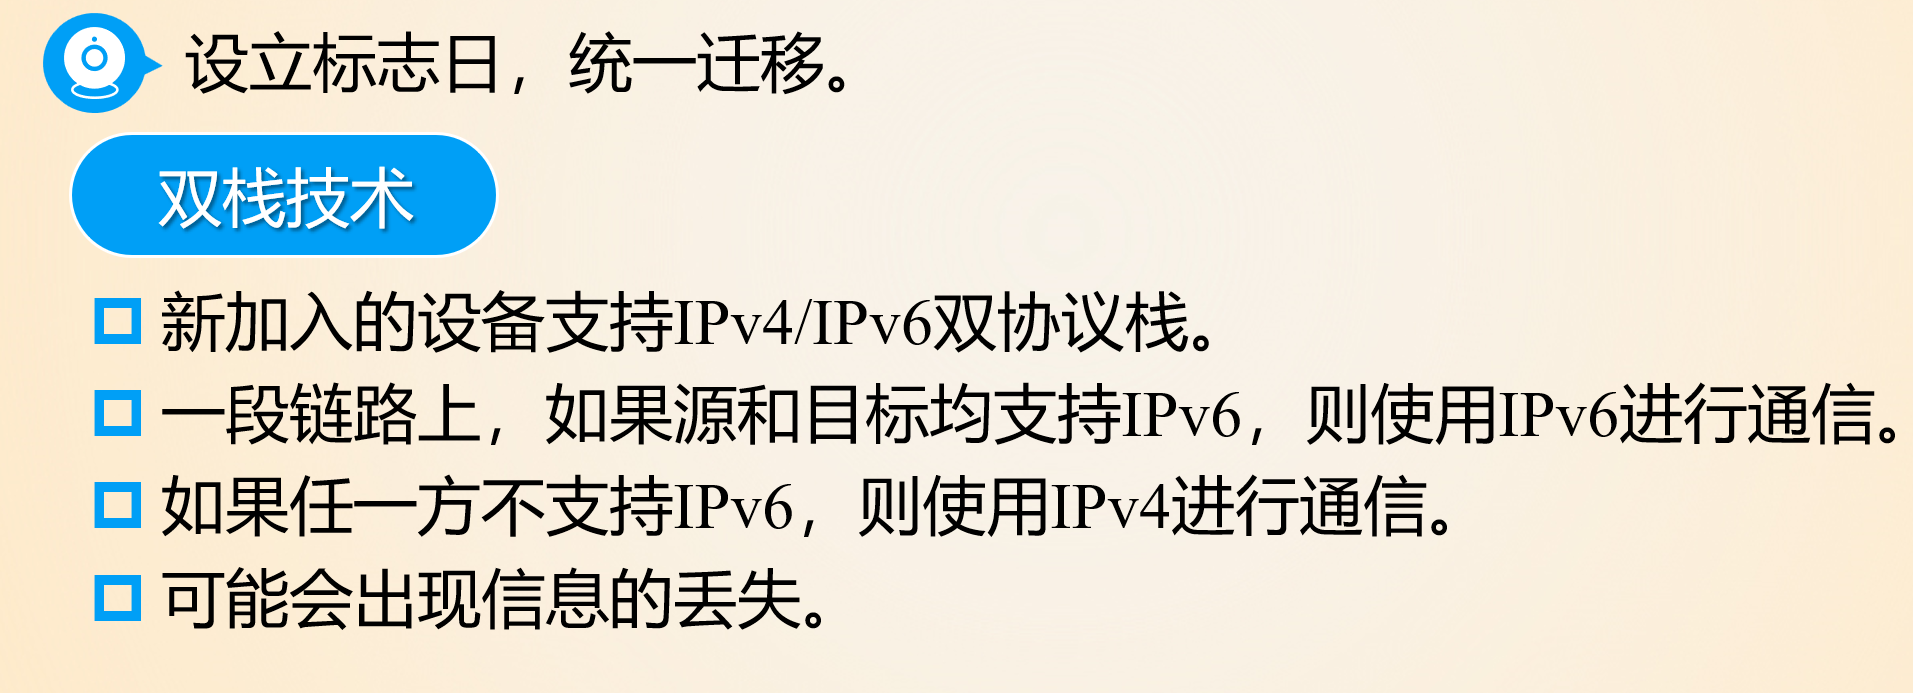 设立标志日，统一迁移。
双栈技术
新加入的设备支持IPv4/IPv6双协议栈。
一段链路上，如果源和目标均支持IPv6，则使用IPv6进行通信。
如果任一方不支持IPv6，则使用IPv4进行通信。
可能会出现信息的丢失。